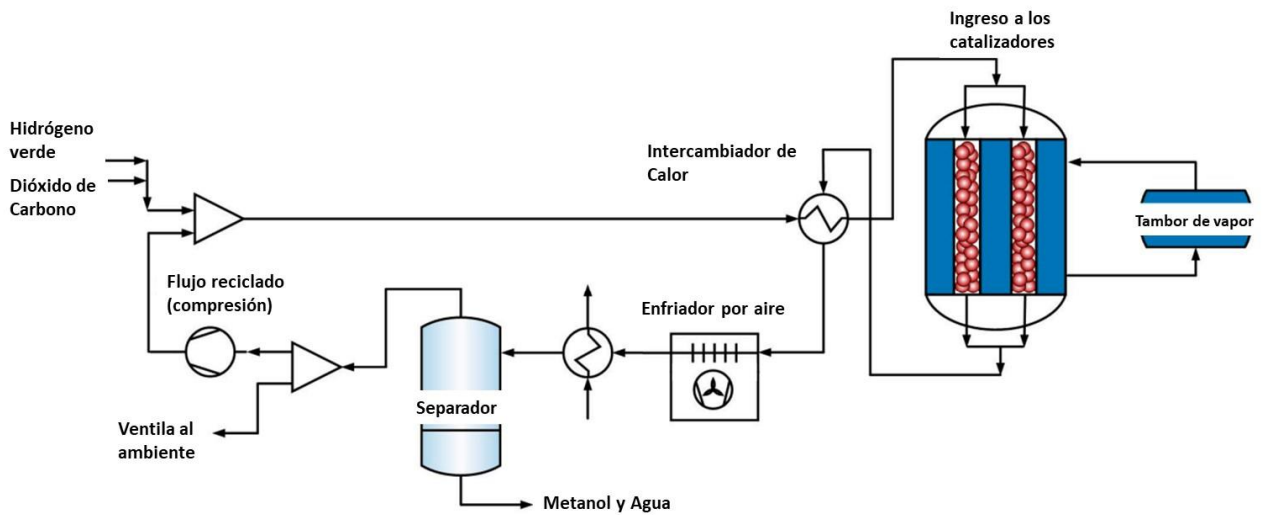 Ingreso a los
catalizadores
Hidrógeno
verde
Dióxido de
Carbono
Intercambiador de
Calor
Tambor de vapor
Flujo reciclado
(compresión)
Enfriador por aire
Separador
Ventila al
ambiente
Metanol y Agua